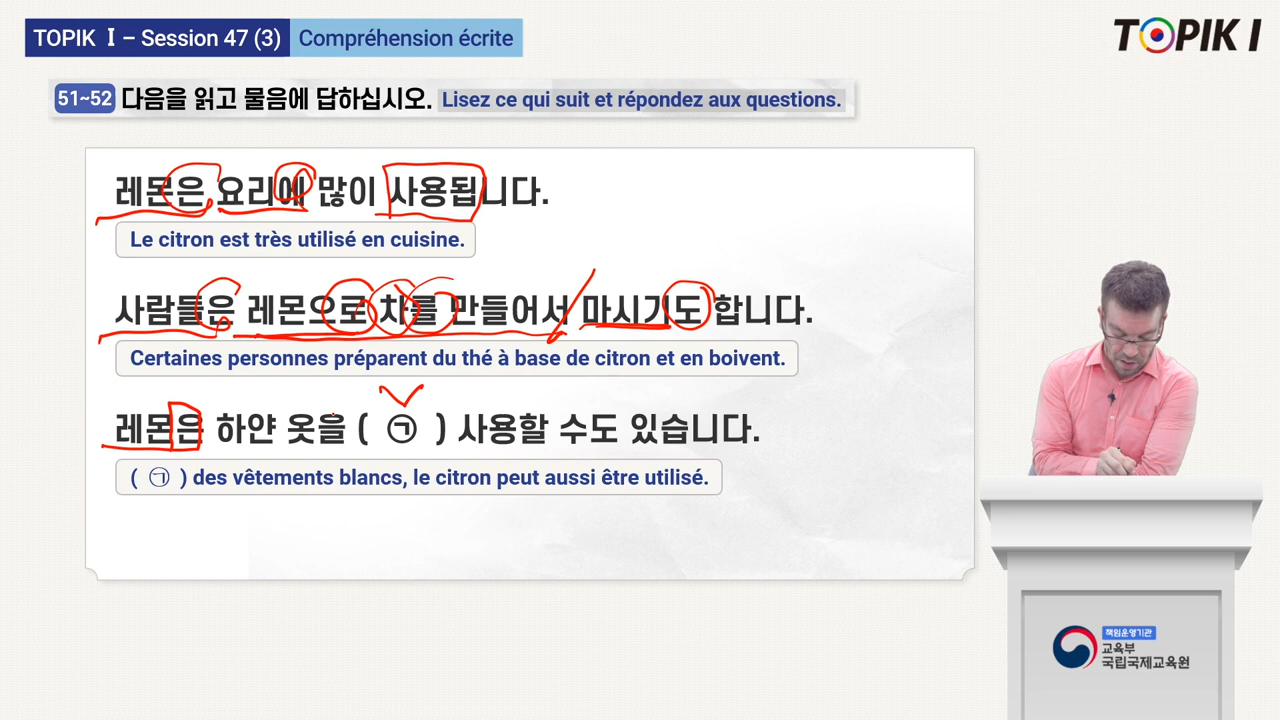 TOPIK Ⅰ – Session 47 (3) Compréhension écrite
TOPIK I
51~52 다음을 읽고 물음에 답하십시오. Lisez ce qui suit et répondez aux questions.
레몬은 요리에 많이 사용됩니다.
Le citron est très utilisé en cuisine.
사람들은 레몬으로 차를 만들어서 마시기도 합니다.
Certaines personnes préparent du thé à base de citron et en boivent.
레몬은 하얀 옷을 ( ㉠ ) 사용할 수도 있습니다.
( ㉠ ) des vêtements blancs, le citron peut aussi être utilisé.
책임운영기관
교육부
국립국제교육원